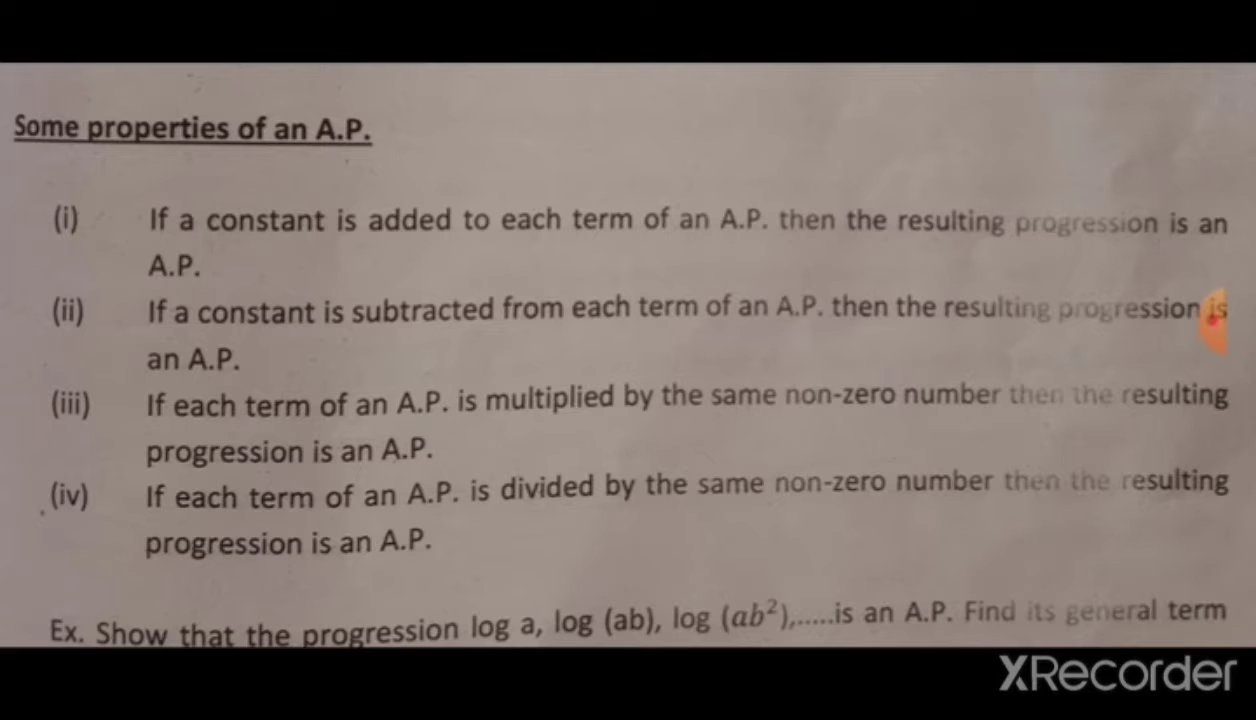 Some properties of an A.P.
(i) If a constant is added to each term of an A.P. then the resulting progression is an
A.P.
(ii) If a constant is subtracted from each term of an A.P. then the resulting progression is
an A.P.
(iii) If each term of an A.P. is multiplied by the same non-zero number then the resulting
progression is an A.P.
(iv) If each term of an A.P. is divided by the same non-zero number then the resulting
progression is an A.P.
Ex. Show that the progression log a, log (ab), log (ab²),.....is an A.P. Find its general term
XRecorder